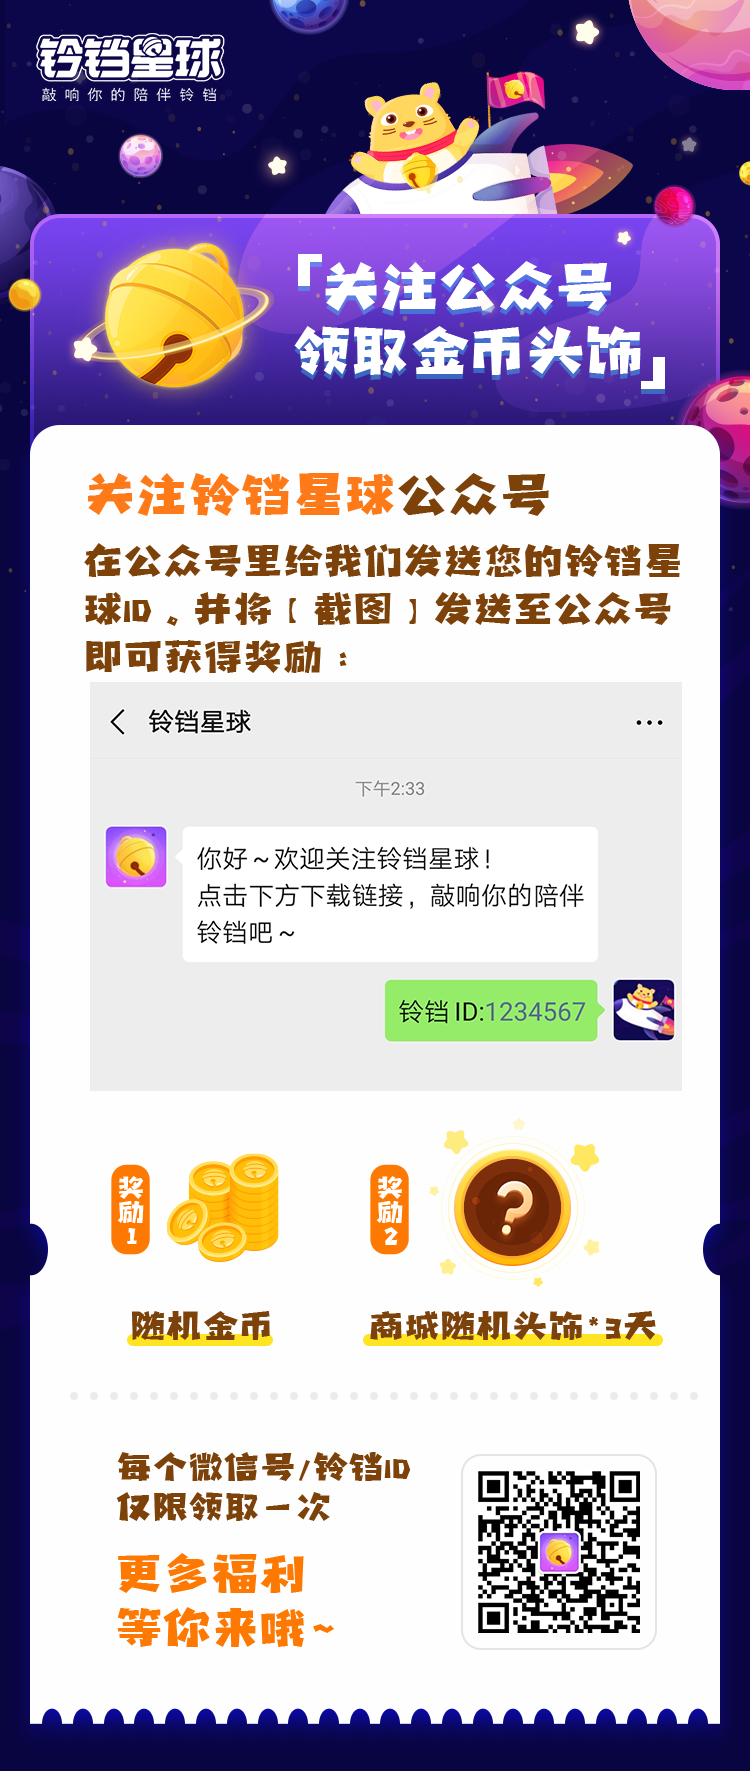 铃铛星球
敲响你的陪伴铃铛
「关注公众号
领取金币头饰」
关注铃铛星球公众号
在公众号里给我们发送您的铃铛星
球ID。并将【截图】发送至公众号
即可获得奖励：
铃铛星球
下午2:33
你好～欢迎关注铃铛星球！
点击下方下载链接，敲响你的陪伴
铃铛吧～
铃铛 ID:1234567
奖励1
奖励2
?
随机金币
商城随机头饰*3天
每个微信号/铃铛ID
仅限领取一次
更多福利
等你来哦~